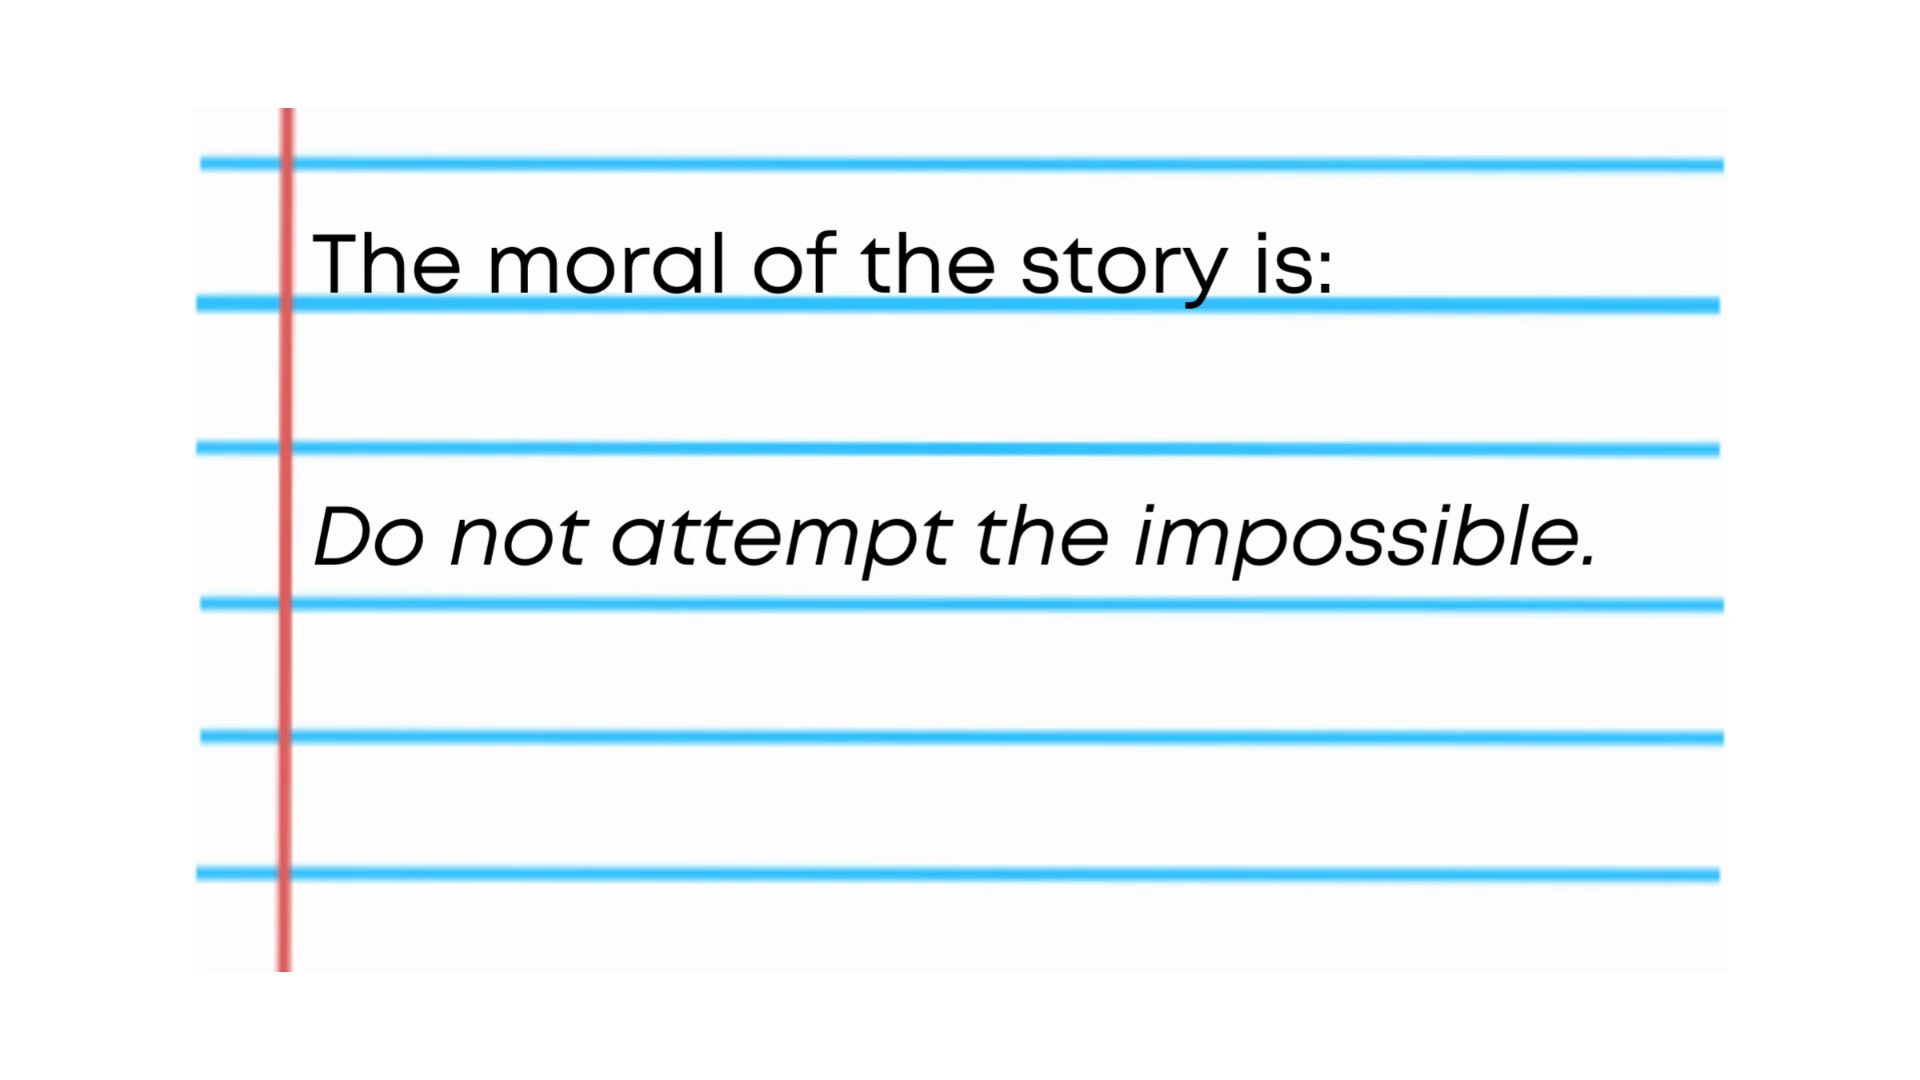 The moral of the story is:
Do not attempt the impossible.